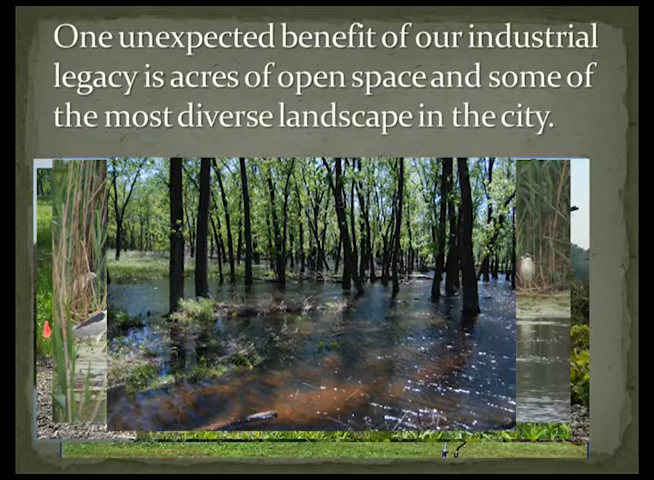 One unexpected benefit of our industrial
legacy is acres of open space and some of
the most diverse landscape in the city.